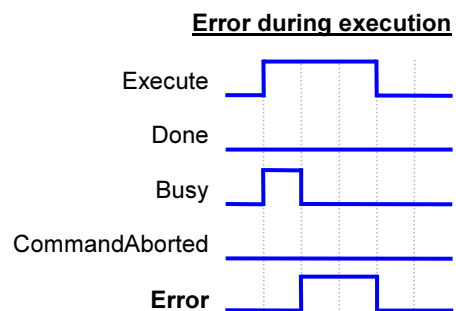 Error during execution
Execute
Done
Busy
CommandAborted
Error